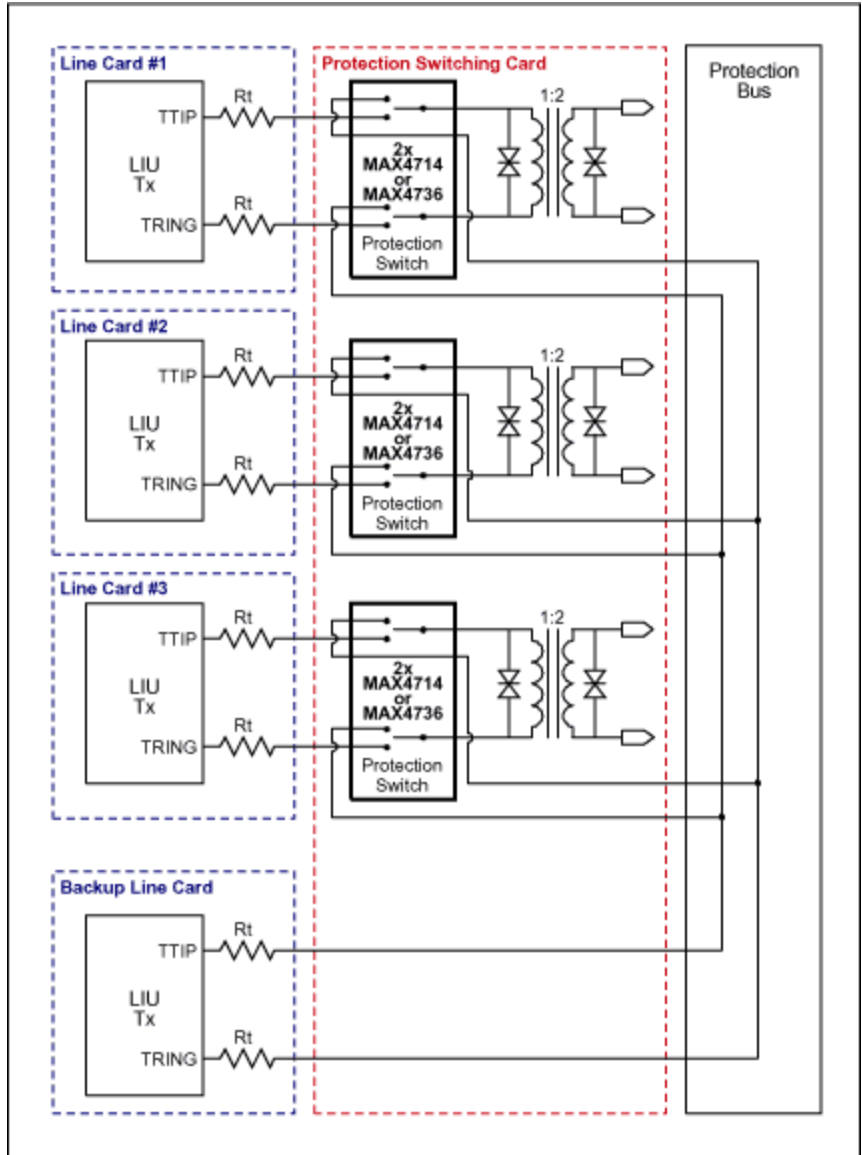 Line Card #1
Protection Switching Card
Protection
Bus
Rt
1:2
TTIP
LIU
Tx
2x
MAX4714
or
MAX4736
Rt
TRING
Protection
Switch
Line Card #2
Rt
1:2
TTIP
LIU
Tx
2x
MAX4714
or
MAX4736
Rt
TRING
Protection
Switch
Line Card #3
Rt
1:2
TTIP
LIU
Tx
2x
MAX4714
or
MAX4736
Rt
TRING
Protection
Switch
Backup Line Card
Rt
TTIP
LIU
Tx
Rt
TRING